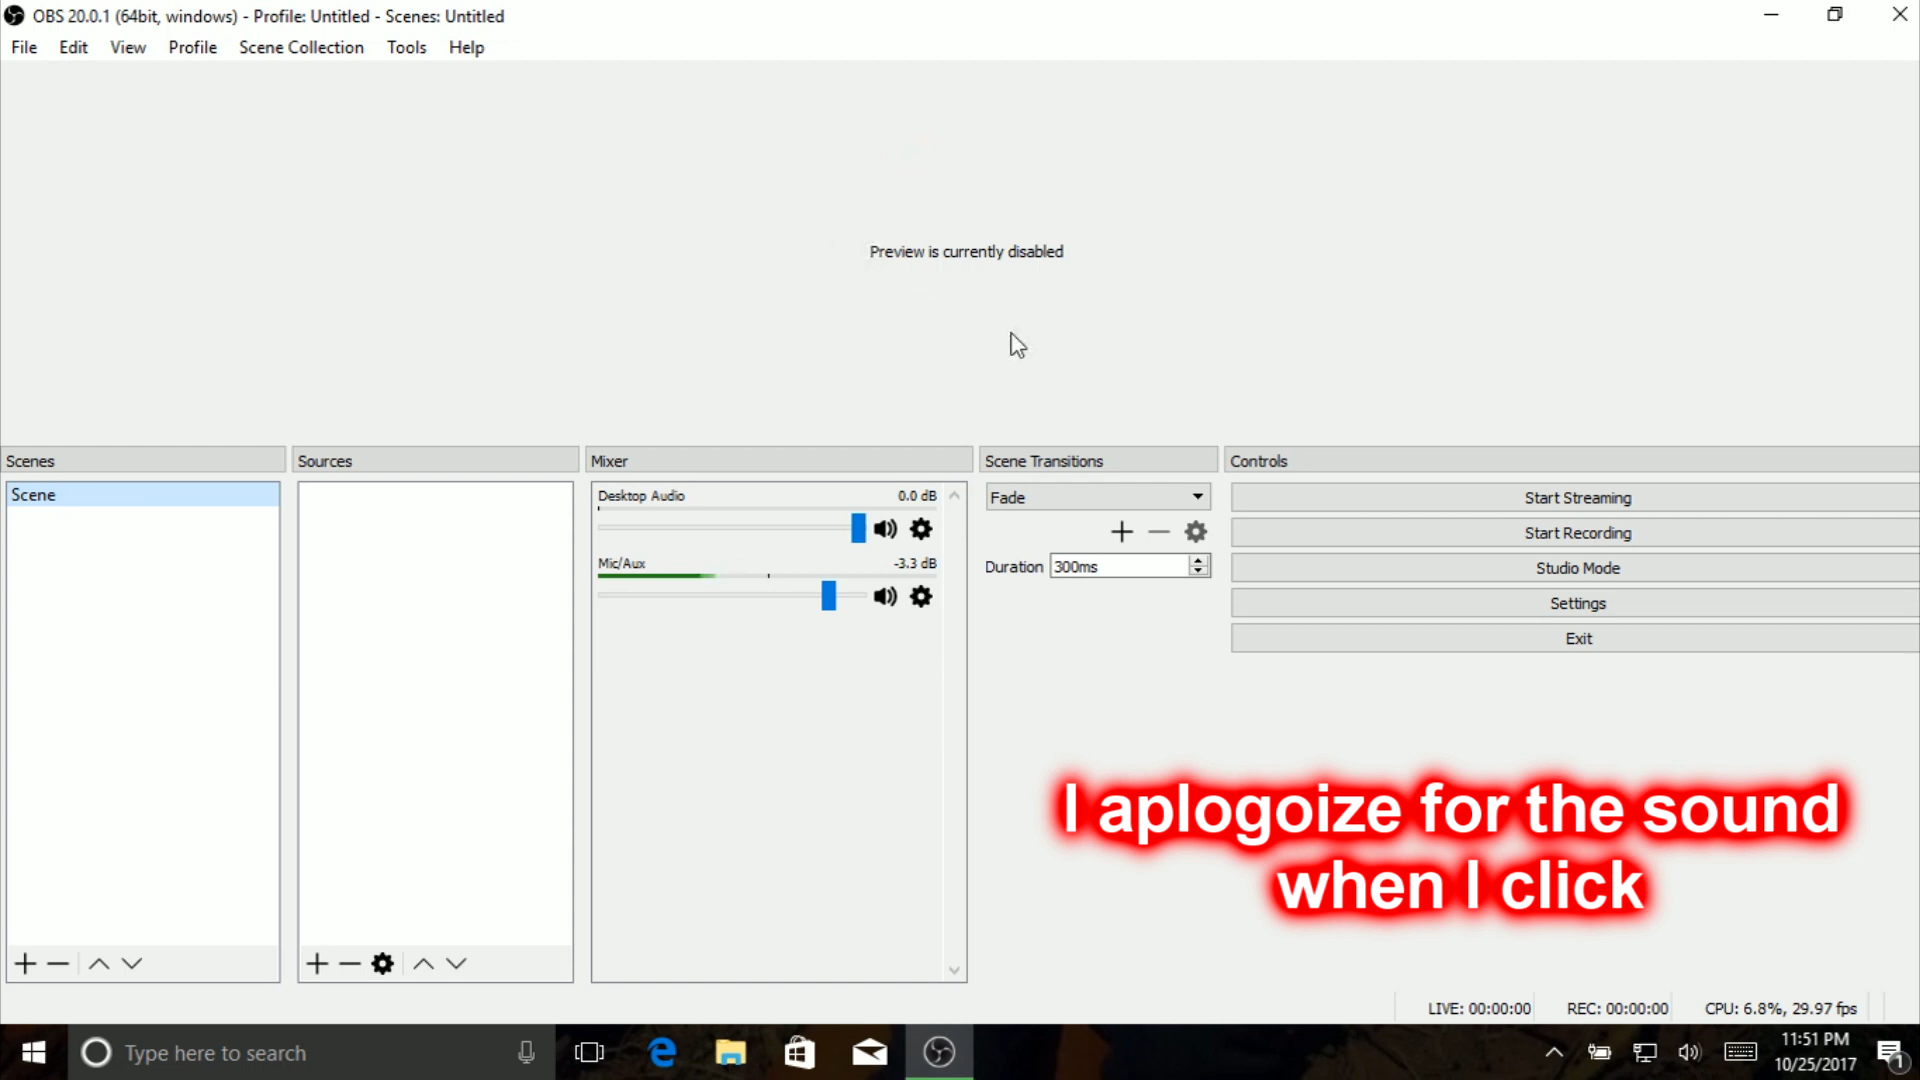 OBS 20.0.1 (64bit, windows) - Profile: Untitled - Scenes: Untitled
File Edit View Profile Scene Collection Tools Help
Preview is currently disabled
Scenes Sources Mixer Scene Transitions Controls
Scene
Desktop Audio 0.0 dB
Fade
Start Streaming
Start Recording
Mic/Aux -3.3 dB
Duration 300ms
Studio Mode
Settings
Exit
I aplogoize for the sound
when I click
LIVE: 00:00:00 REC: 00:00:00 CPU: 6.8%, 29.97 fps
Type here to search
11:51 PM
10/25/2017
1